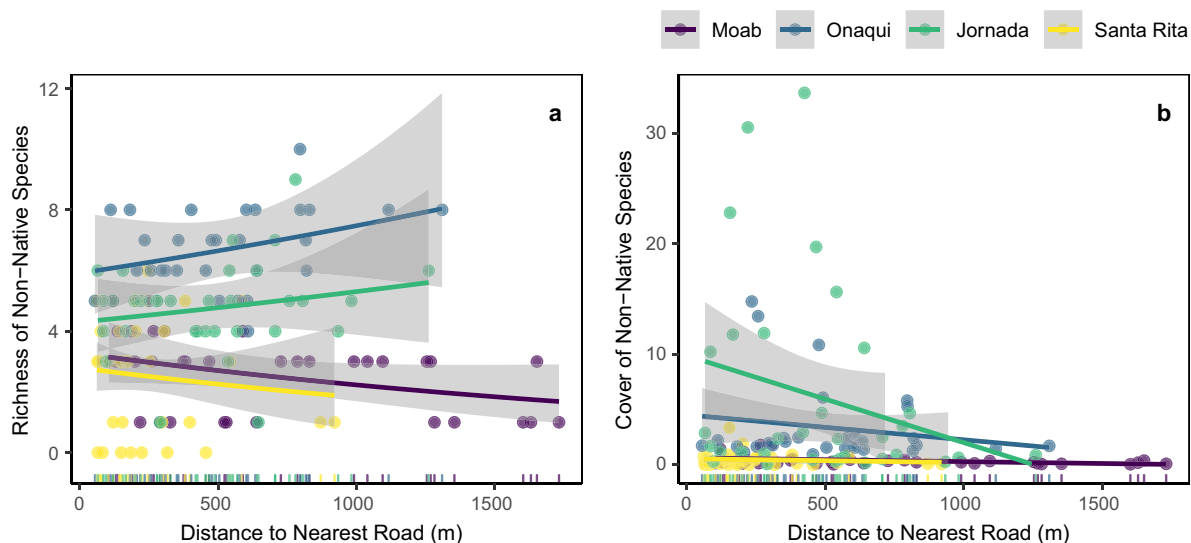 Moab Onaqui Jornada Santa Rita
a
12
8
4
0
Richness of Non−Native Species
0 500 1000 1500
Distance to Nearest Road (m)
b
30
20
10
0
Cover of Non−Native Species
0 500 1000 1500
Distance to Nearest Road (m)